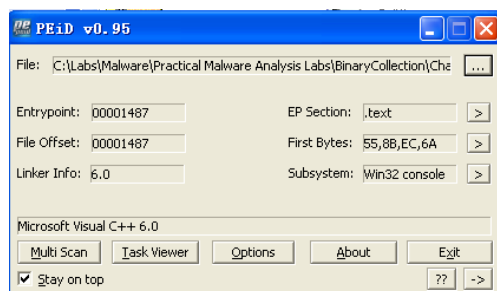 PEiD v0.95
File: C:\Labs\Malware\Practical Malware Analysis Labs\BinaryCollection\Cha ...
Entrypoint: 00001487 EP Section: .text >
File Offset: 00001487 First Bytes: 55,8B,EC,6A >
Linker Info: 6.0 Subsystem: Win32 console >
Microsoft Visual C++ 6.0
Multi Scan Task Viewer Options About Exit
Stay on top ?? ->